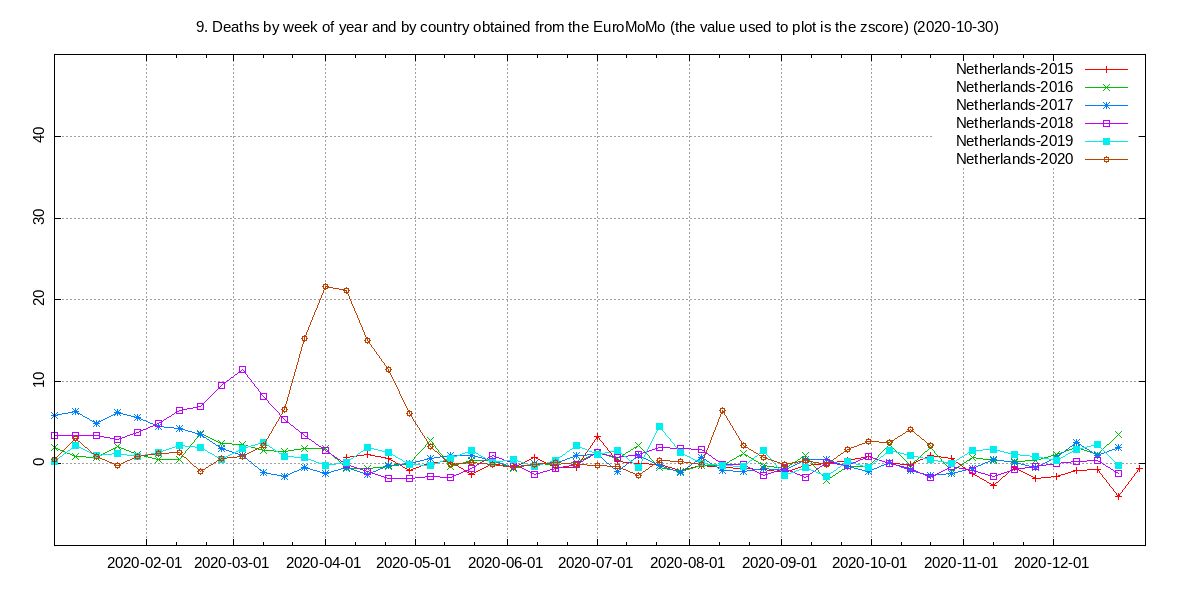 9. Deaths by week of year and by country obtained from the EuroMoMo (the value used to plot is the zscore) (2020-10-30)
Netherlands-2015
Netherlands-2016
Netherlands-2017
Netherlands-2018
Netherlands-2019
Netherlands-2020
40
30
20
10
0
2020-02-01 2020-03-01 2020-04-01 2020-05-01 2020-06-01 2020-07-01 2020-08-01 2020-09-01 2020-10-01 2020-11-01 2020-12-01